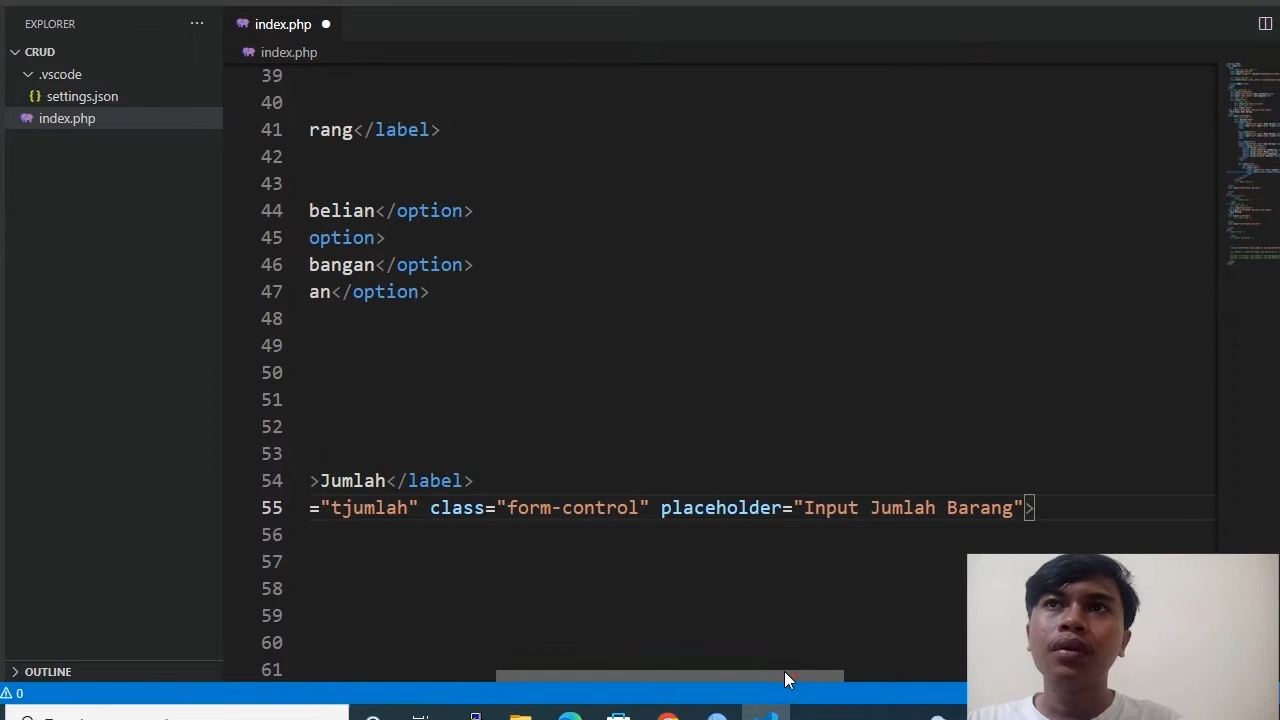 EXPLORER ...
index.php
CRUD
.vscode
settings.json
index.php
OUTLINE
index.php
39
40
41 rang</label>
42
43
44 belian</option>
45 option>
46 bangan</option>
47 an</option>
48
49
50
51
52
53
54 >Jumlah</label>
55 ="tjumlah" class="form-control" placeholder="Input Jumlah Barang">
56
57
58
59
60
61
0